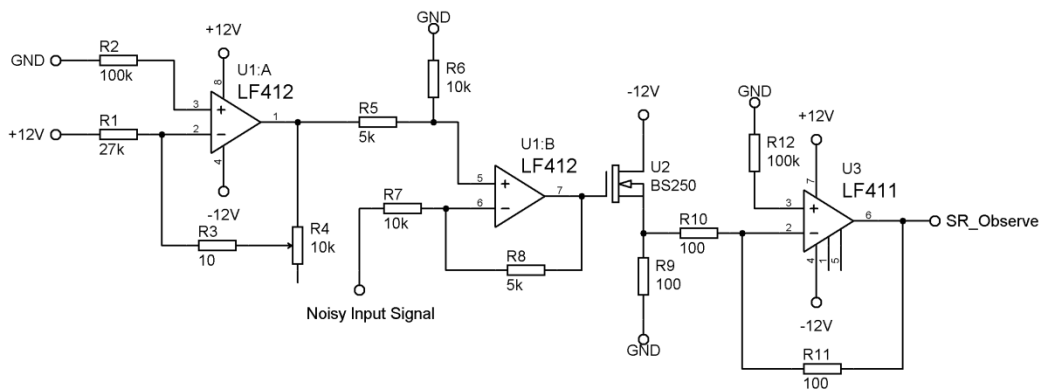 GND
R2
100k
+12V
R1
27k
+12V
8
U1:A
LF412
3
2
1
4
-12V
R3
10
R4
10k
R5
5k
GND
R6
10k
R7
10k
Noisy Input Signal
U1:B
LF412
5
6
7
R8
5k
-12V
U2
BS250
R9
100
GND
R10
100
GND
R12
100k
+12V
7
U3
LF411
3
2
6
4
1
5
-12V
R11
100
SR_Observe